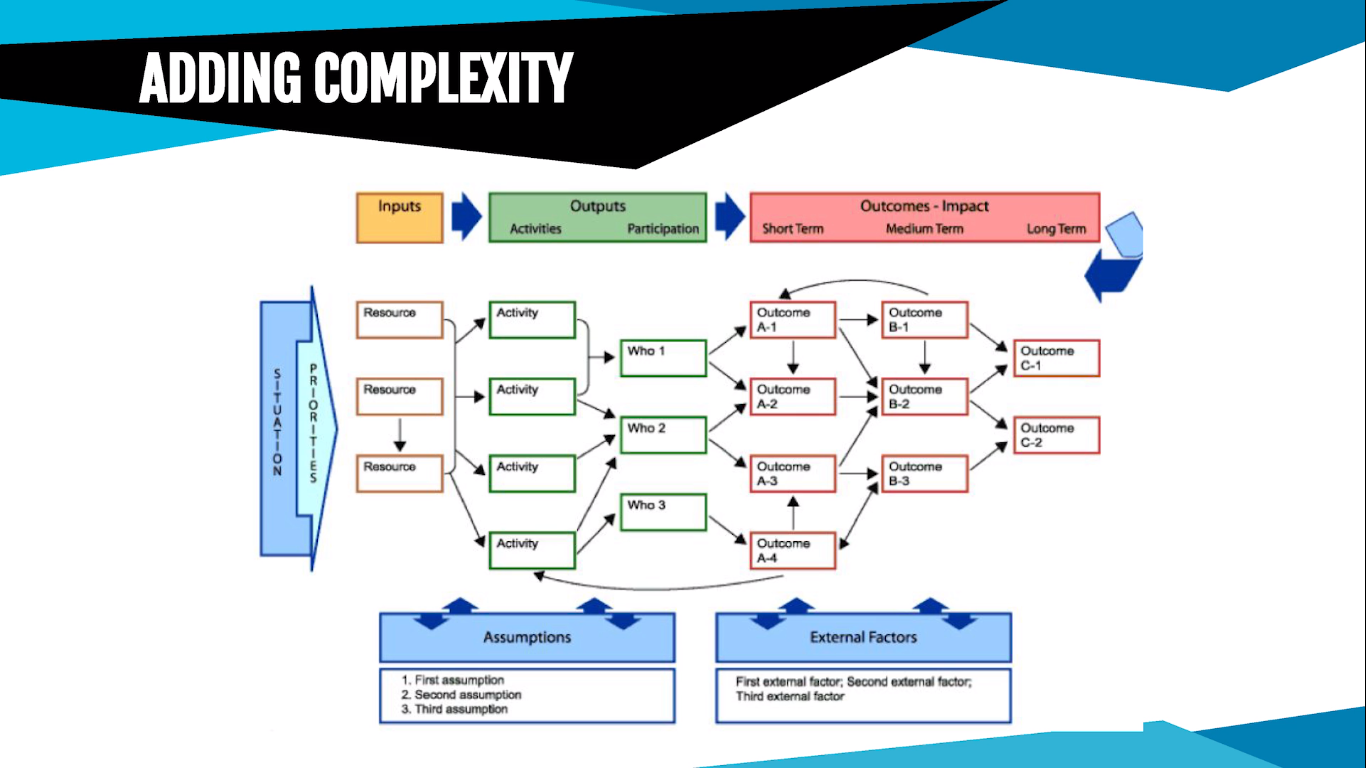 ADDING COMPLEXITY
Inputs
Outputs
Activities Participation
Outcomes - Impact
Short Term Medium Term Long Term
SITUATION
PRIORITIES
Resource
Resource
Resource
Activity
Activity
Activity
Activity
Who 1
Who 2
Who 3
Outcome
A-1
Outcome
A-2
Outcome
A-3
Outcome
A-4
Outcome
B-1
Outcome
B-2
Outcome
B-3
Outcome
C-1
Outcome
C-2
Assumptions
1. First assumption
2. Second assumption
3. Third assumption
External Factors
First external factor; Second external factor;
Third external factor